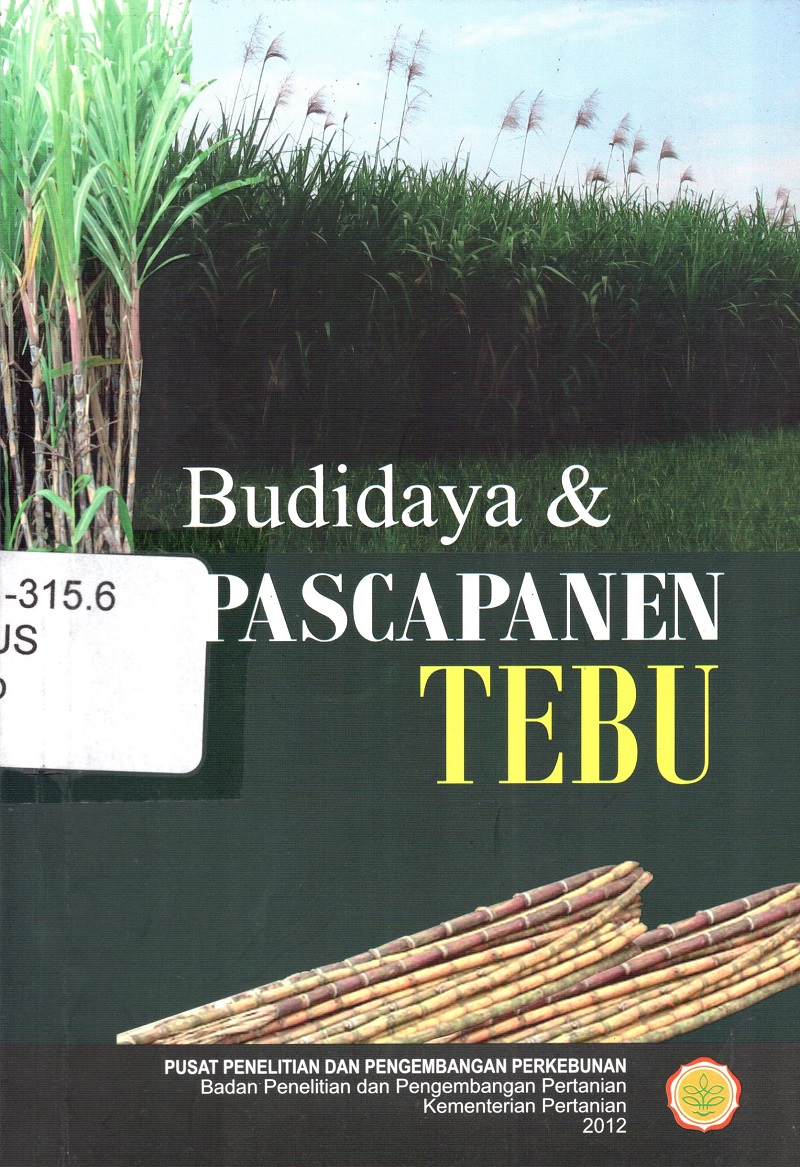 Budidaya &
PASCAPANEN
TEBU
-315.6
US
PUSAT PENELITIAN DAN PENGEMBANGAN PERKEBUNAN
Badan Penelitian dan Pengembangan Pertanian
Kementerian Pertanian
2012